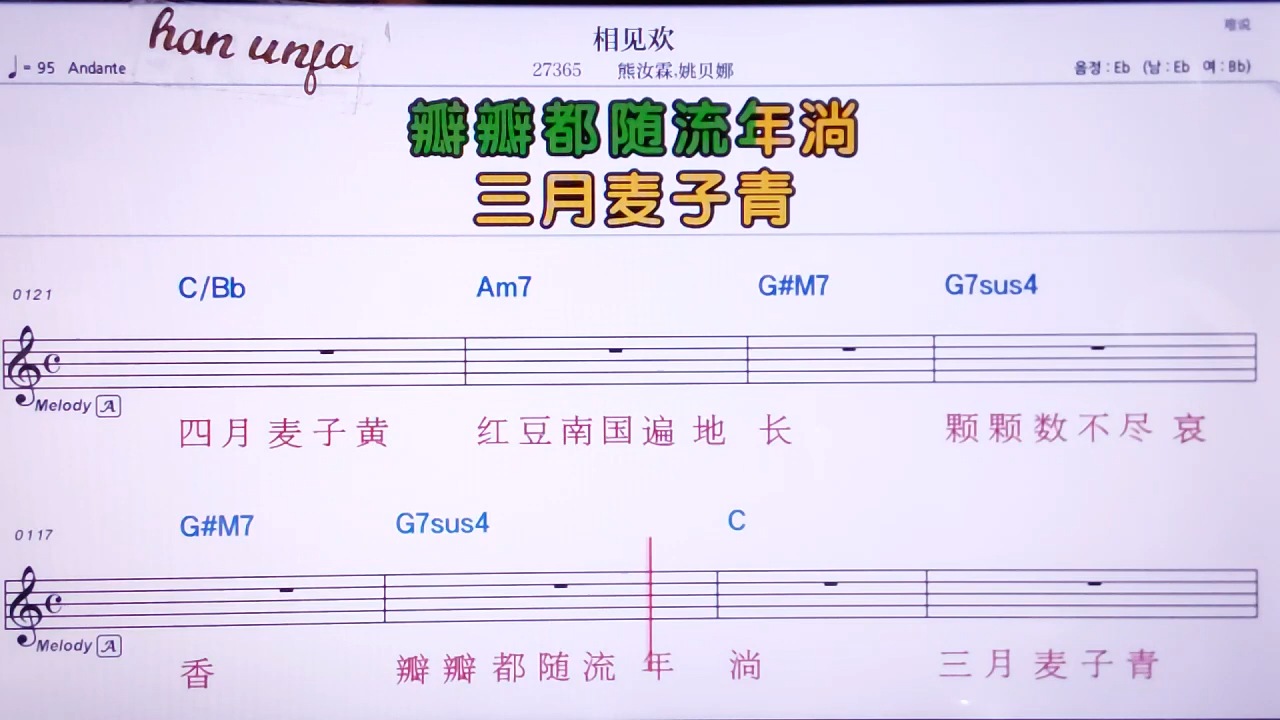 han unfa
相见欢
难说
♩= 95 Andante
27365 熊汝霖,姚贝娜
음정 : Eb (남 : Eb 여 : Bb)
瓣瓣都随流年淌
三月麦子青
0121 C/Bb Am7 G#M7 G7sus4
Melody A
四月麦子黄 红豆南国遍地长 颗颗数不尽哀
0117 G#M7 G7sus4 C
Melody A
香 瓣瓣都随流年淌 三月麦子青